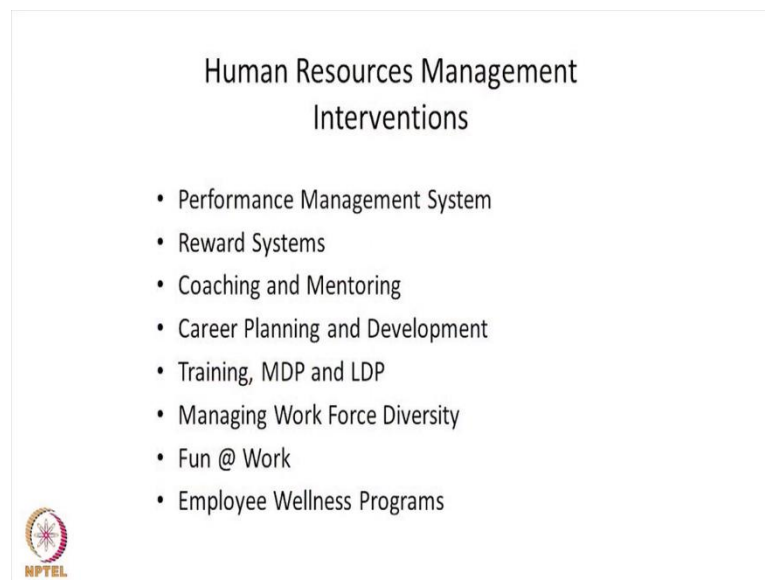 Human Resources Management
Interventions
• Performance Management System
• Reward Systems
• Coaching and Mentoring
• Career Planning and Development
• Training, MDP and LDP
• Managing Work Force Diversity
• Fun @ Work
• Employee Wellness Programs
NPTEL